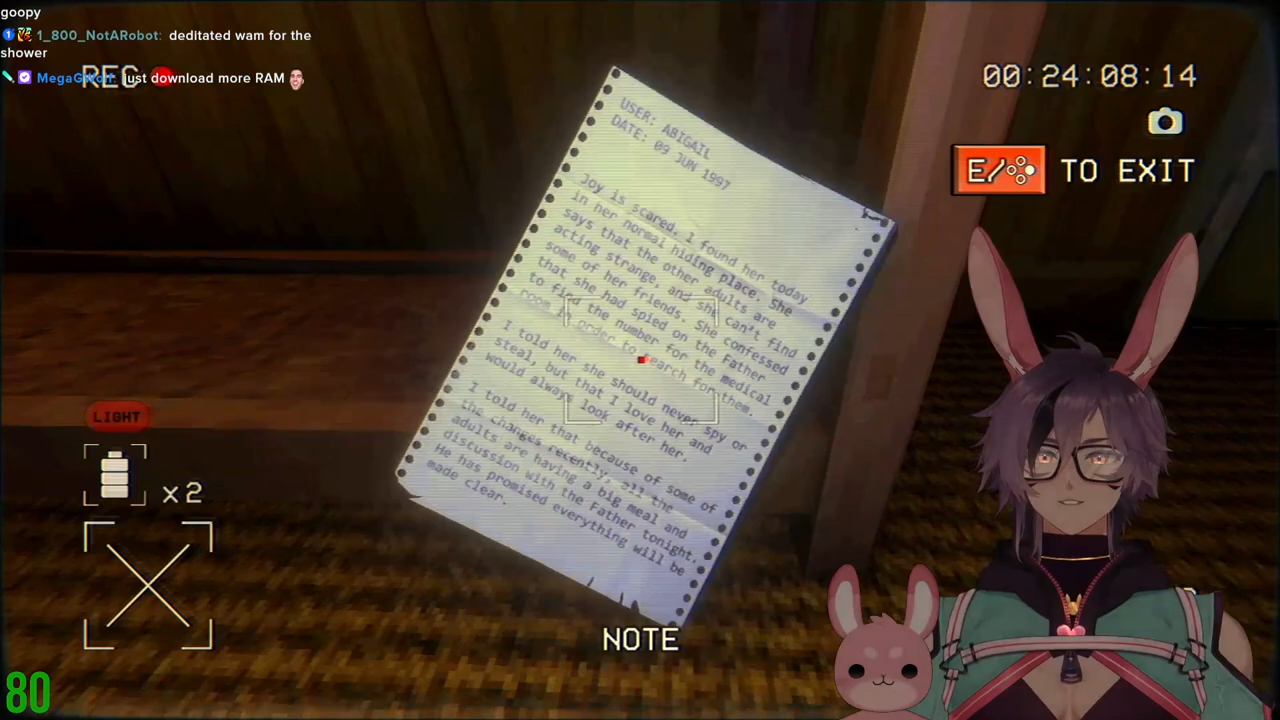 goopy
1_800_NotARobot: dedItated wam for the
shower
MegaGWolf: just download more RAM
REC
00:24:08:14
E/ TO EXIT
USER: ABIGAIL
DATE: 09 JUN 1997
Joy is scared. I found her today
in her normal hiding place. She
says that the other adults are
acting strange, and she can't find
some of her friends. She confessed
that she had spied on the Father
to find the number for the medical
room in order to search for them.
I told her she should never spy or
steal, but that I love her and
would always look after her.
I told her that because of some of
the changes recently, all the
adults are having a big meal and
discussion with the Father tonight.
He has promised everything will be
made clear.
LIGHT
x2
NOTE
80